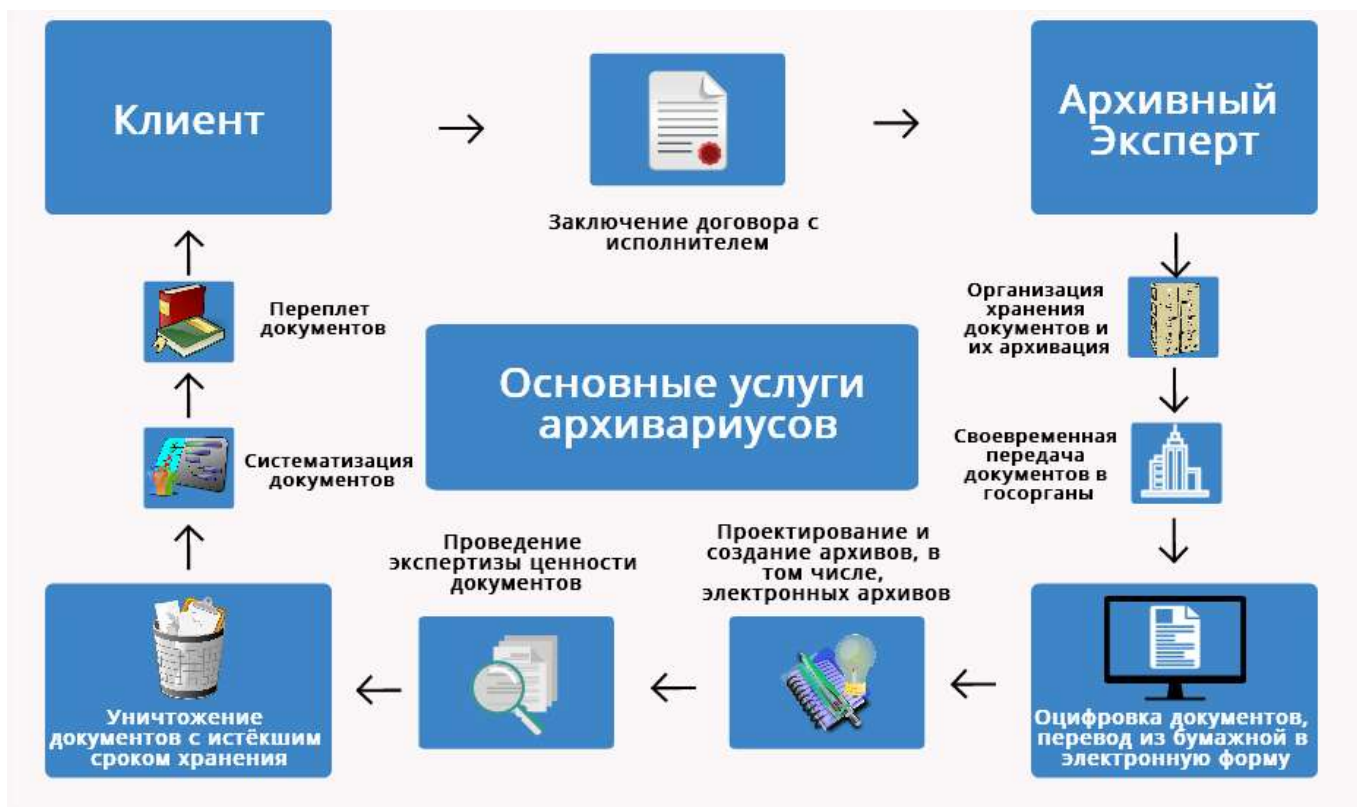 Клиент
Архивный
Эксперт
Заключение договора с
исполнителем
Переплет
документов
Организация
хранения
документов и
их архивация
Основные услуги
архивариусов
Систематизация
документов
Своевременная
передача
документов в
госорганы
Проведение
экспертизы ценности
документов
Проектирование и
создание архивов, в
том числе,
электронных архивов
Уничтожение
документов с истёкшим
сроком хранения
Оцифровка документов,
перевод из бумажной в
электронную форму